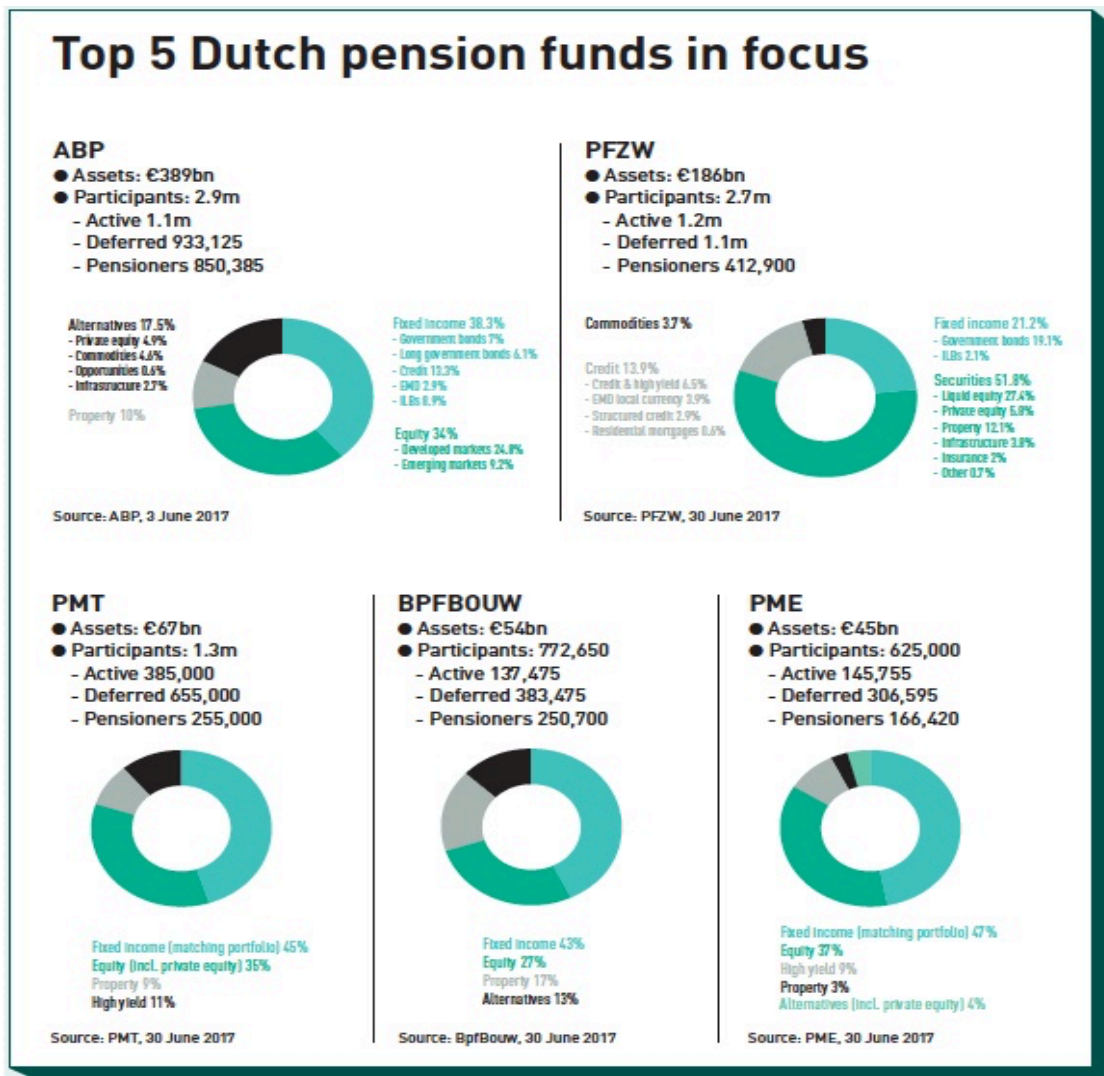 Top 5 Dutch pension funds in focus
ABP
● Assets: €389bn
● Participants: 2.9m
- Active 1.1m
- Deferred 933,125
- Pensioners 850,385
Alternatives 17.5%
- Private equity 4.9%
- Commodities 4.6%
- Opportunities 0.6%
- Infrastructure 2.7%
Property 10%
Fixed income 38.3%
- Government bonds 7%
- Long government bonds 6.1%
- Credit 13.3%
- EMD 2.9%
- ILBs 8.9%
Equity 34%
- Developed markets 24.8%
- Emerging markets 9.2%
Source: ABP, 3 June 2017
PFZW
● Assets: €186bn
● Participants: 2.7m
- Active 1.2m
- Deferred 1.1m
- Pensioners 412,900
Commodities 3.7%
Credit 13.9%
- Credit & high yield 6.5%
- EMD local currency 3.9%
- Structured credit 2.9%
- Residential mortgages 0.6%
Fixed income 21.2%
- Government bonds 19.1%
- ILBs 2.1%
Securities 51.8%
- Liquid equity 27.4%
- Private equity 5.8%
- Property 12.1%
- Infrastructure 3.8%
- Insurance 2%
- Other 0.7%
Source: PFZW, 30 June 2017
PMT
● Assets: €67bn
● Participants: 1.3m
- Active 385,000
- Deferred 655,000
- Pensioners 255,000
Fixed income (matching portfolio) 45%
Equity (incl. private equity) 35%
Property 9%
High yield 11%
Source: PMT, 30 June 2017
BPFBOUW
● Assets: €54bn
● Participants: 772,650
- Active 137,475
- Deferred 383,475
- Pensioners 250,700
Fixed income 43%
Equity 27%
Property 17%
Alternatives 13%
Source: BpfBouw, 30 June 2017
PME
● Assets: €45bn
● Participants: 625,000
- Active 145,755
- Deferred 306,595
- Pensioners 166,420
Fixed income (matching portfolio) 47%
Equity 37%
High yield 9%
Property 3%
Alternatives (incl. private equity) 4%
Source: PME, 30 June 2017